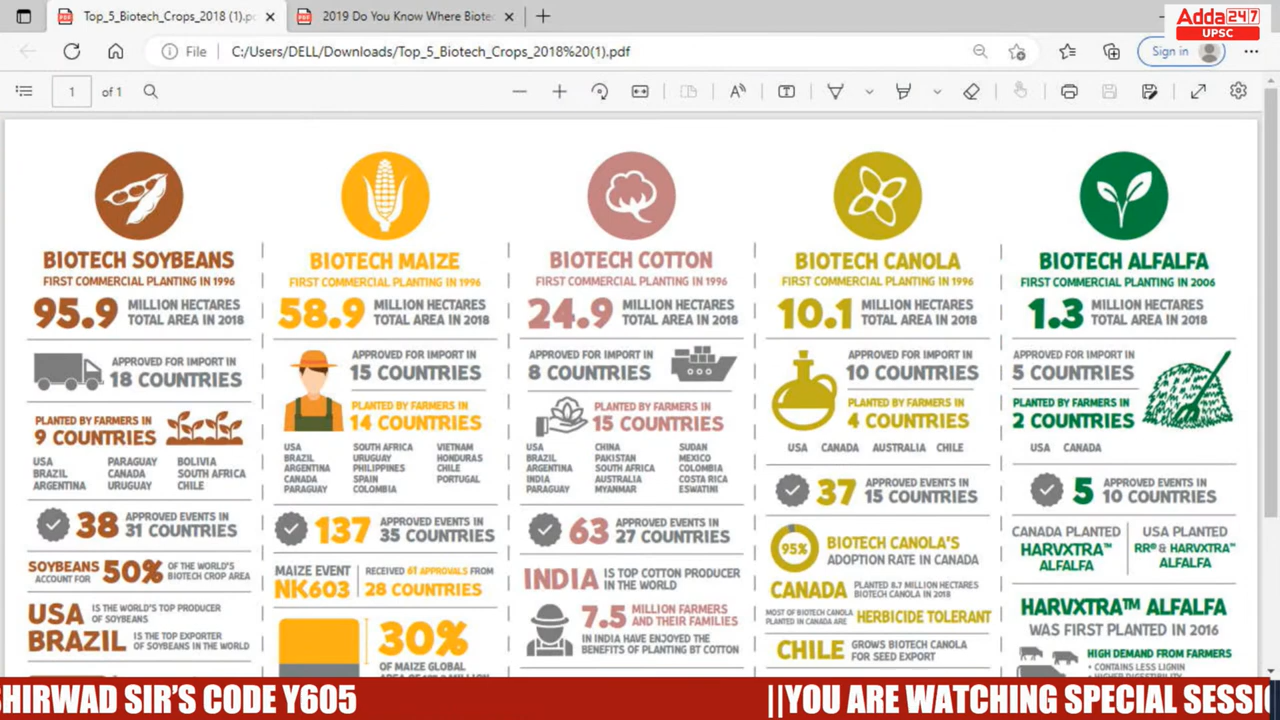 Top_5_Biotech_Crops_2018 (1).pc
2019 Do You Know Where Biote
Adda247
UPSC
File
C:/Users/DELL/Downloads/Top_5_Biotech_Crops_2018%20(1).pdf
Sign in
1 of 1
BIOTECH SOYBEANS
FIRST COMMERCIAL PLANTING IN 1996
95.9 MILLION HECTARES
TOTAL AREA IN 2018
APPROVED FOR IMPORT IN
18 COUNTRIES
PLANTED BY FARMERS IN
9 COUNTRIES
USA PARAGUAY BOLIVIA
BRAZIL CANADA SOUTH AFRICA
ARGENTINA URUGUAY CHILE
38 APPROVED EVENTS IN
31 COUNTRIES
SOYBEANS
ACCOUNT FOR 50% OF THE WORLD'S
BIOTECH CROP AREA
USA IS THE WORLD'S TOP PRODUCER
OF SOYBEANS
BRAZIL IS THE TOP EXPORTER
OF SOYBEANS IN THE WORLD
BIOTECH MAIZE
FIRST COMMERCIAL PLANTING IN 1996
58.9 MILLION HECTARES
TOTAL AREA IN 2018
APPROVED FOR IMPORT IN
15 COUNTRIES
PLANTED BY FARMERS IN
14 COUNTRIES
USA SOUTH AFRICA VIETNAM
BRAZIL URUGUAY HONDURAS
ARGENTINA PHILIPPINES CHILE
CANADA SPAIN PORTUGAL
PARAGUAY COLOMBIA
137 APPROVED EVENTS IN
35 COUNTRIES
MAIZE EVENT
NK603
RECEIVED 61 APPROVALS FROM
28 COUNTRIES
30%
OF MAIZE GLOBAL
BIOTECH COTTON
FIRST COMMERCIAL PLANTING IN 1996
24.9 MILLION HECTARES
TOTAL AREA IN 2018
APPROVED FOR IMPORT IN
8 COUNTRIES
PLANTED BY FARMERS IN
15 COUNTRIES
USA CHINA SUDAN
BRAZIL PAKISTAN MEXICO
ARGENTINA SOUTH AFRICA COLOMBIA
INDIA AUSTRALIA COSTA RICA
PARAGUAY MYANMAR ESWATINI
63 APPROVED EVENTS IN
27 COUNTRIES
INDIA IS TOP COTTON PRODUCER
IN THE WORLD
7.5 MILLION FARMERS
AND THEIR FAMILIES
IN INDIA HAVE ENJOYED THE
BENEFITS OF PLANTING BT COTTON
BIOTECH CANOLA
FIRST COMMERCIAL PLANTING IN 1996
10.1 MILLION HECTARES
TOTAL AREA IN 2018
APPROVED FOR IMPORT IN
10 COUNTRIES
PLANTED BY FARMERS IN
4 COUNTRIES
USA CANADA AUSTRALIA CHILE
37 APPROVED EVENTS IN
15 COUNTRIES
95% BIOTECH CANOLA'S
ADOPTION RATE IN CANADA
CANADA PLANTED 8.7 MILLION HECTARES
BIOTECH CANOLA IN 2018
MOST OF BIOTECH CANOLA
PLANTED IN CANADA ARE HERBICIDE TOLERANT
CHILE GROWS BIOTECH CANOLA
FOR SEED EXPORT
BIOTECH ALFALFA
FIRST COMMERCIAL PLANTING IN 2006
1.3 MILLION HECTARES
TOTAL AREA IN 2018
APPROVED FOR IMPORT IN
5 COUNTRIES
PLANTED BY FARMERS IN
2 COUNTRIES
USA CANADA
5 APPROVED EVENTS IN
10 COUNTRIES
CANADA PLANTED
HARVXTRA™
ALFALFA
USA PLANTED
RR® & HARVXTRA™
ALFALFA
HARVXTRA™ ALFALFA
WAS FIRST PLANTED IN 2016
HIGH DEMAND FROM FARMERS
• CONTAINS LESS LIGNIN
SHIRWAD SIR'S CODE Y605
||YOU ARE WATCHING SPECIAL SESSI